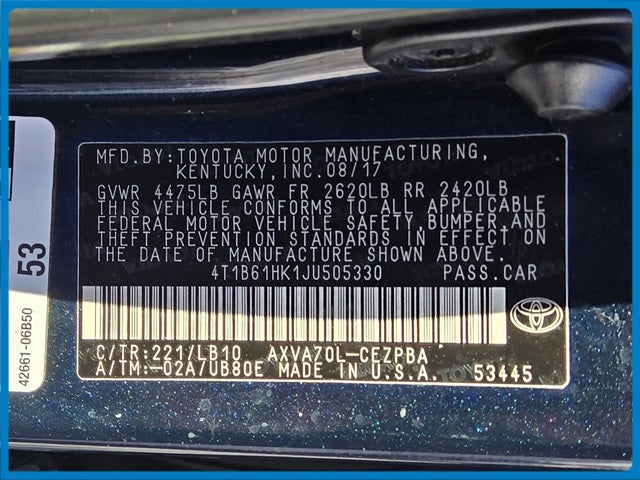 MFD.BY:TOYOTA MOTOR MANUFACTURING,
KENTUCKY,INC.08/17
GVWR 4475LB GAWR FR 2620LB RR 2420LB
THIS VEHICLE CONFORMS TO ALL APPLICABLE
FEDERAL MOTOR VEHICLE SAFETY,BUMPER,AND
THEFT PREVENTION STANDARDS IN EFFECT ON
THE DATE OF MANUFACTURE SHOWN ABOVE.
4T1B61HK1JU505330 PASS.CAR
C/TR:221/LB10 AXVA70L-CEZPBA
A/TM:-02A/UB80E MADE IN U.S.A. 53445
53
42661-06B50